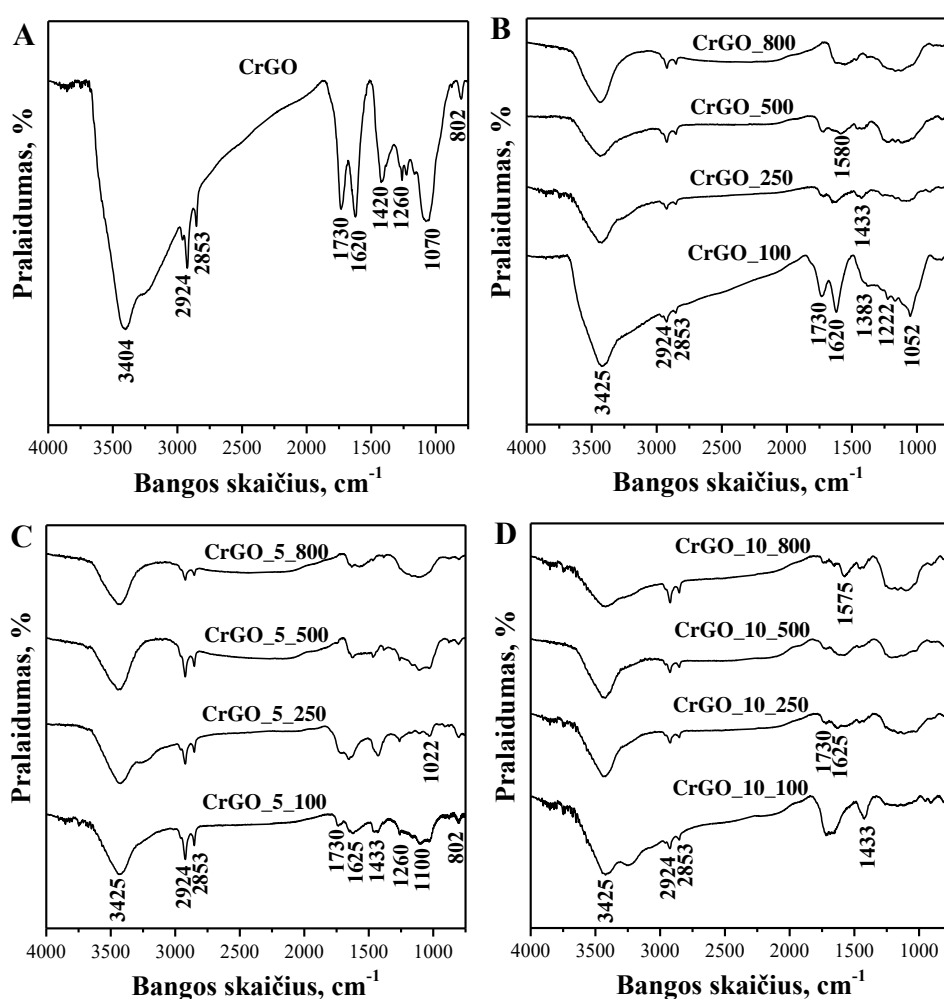 A
CrGO
Pralaidumas, %
3404
2924
2853
1730
1620
1420
1260
1070
802
4000 3500 3000 2500 2000 1500 1000
Bangos skaičius, cm-1
B
CrGO_800
CrGO_500
1580
CrGO_250
1433
CrGO_100
Pralaidumas, %
3425
2924
2853
1730
1620
1383
1222
1052
4000 3500 3000 2500 2000 1500 1000
Bangos skaičius, cm-1
C
CrGO_5_800
CrGO_5_500
CrGO_5_250
1022
CrGO_5_100
Pralaidumas, %
3425
2924
2853
1730
1625
1433
1260
1100
802
4000 3500 3000 2500 2000 1500 1000
Bangos skaičius, cm-1
D
CrGO_10_800
1575
CrGO_10_500
CrGO_10_250
1730
1625
CrGO_10_100
1433
Pralaidumas, %
3425
2924
2853
4000 3500 3000 2500 2000 1500 1000
Bangos skaičius, cm-1